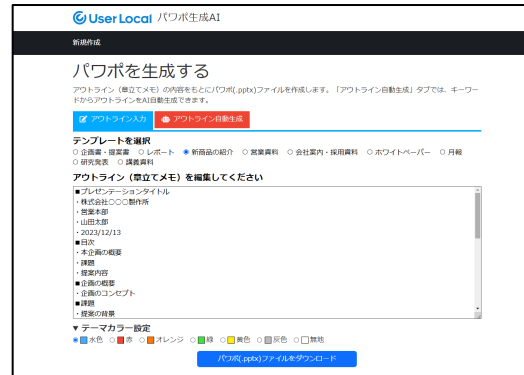 User Local パワポ生成AI
新規作成
パワポを生成する
アウトライン（章立てメモ）の内容をもとにパワポ(.pptx)ファイルを作成します。「アウトライン自動生成」タブでは、キーワー
ドからアウトラインをAI自動生成できます。
アウトライン入力 アウトライン自動生成
テンプレートを選択
企画書・提案書 レポート 新商品の紹介 営業資料 会社案内・採用資料 ホワイトペーパー 月報
研究発表 講義資料
アウトライン（章立てメモ）を編集してください
■プレゼンテーションタイトル
・株式会社〇〇〇製作所
・営業本部
・山田太郎
・2023/12/13
■目次
・本企画の概要
・課題
・提案内容
■企画の概要
・企画のコンセプト
■課題
・提案の背景
▼ テーマカラー設定
水色 赤 オレンジ 緑 黄色 灰色 無地
パワポ(.pptx)ファイルをダウンロード